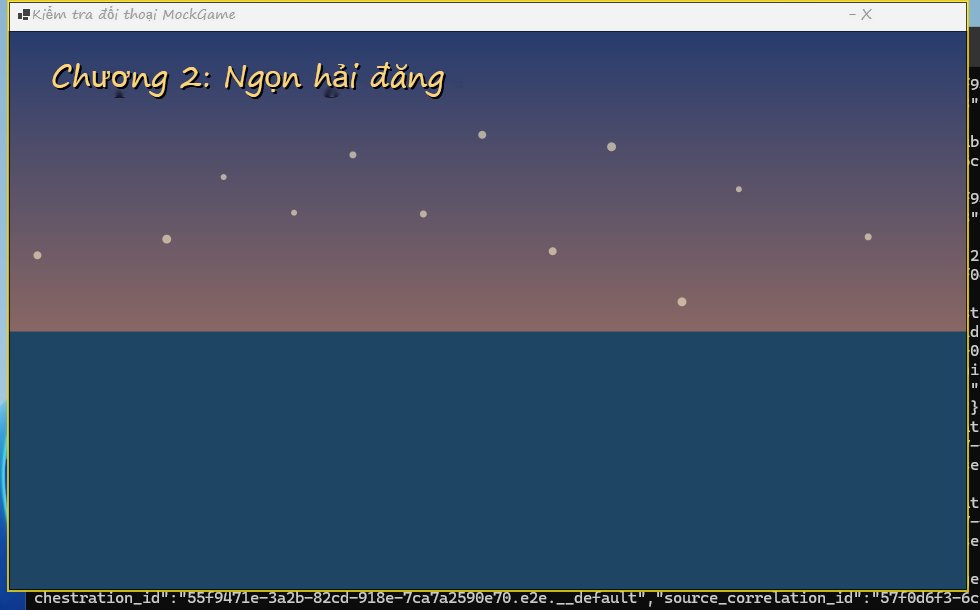 Kiểm tra đối thoại MockGame
Chương 2: Ngọn hải đăng
chestration_id":"55f9471e-3a2b-82cd-918e-7ca7a2590e70.e2e.__default","source_correlation_id":"57f0d6f3-6